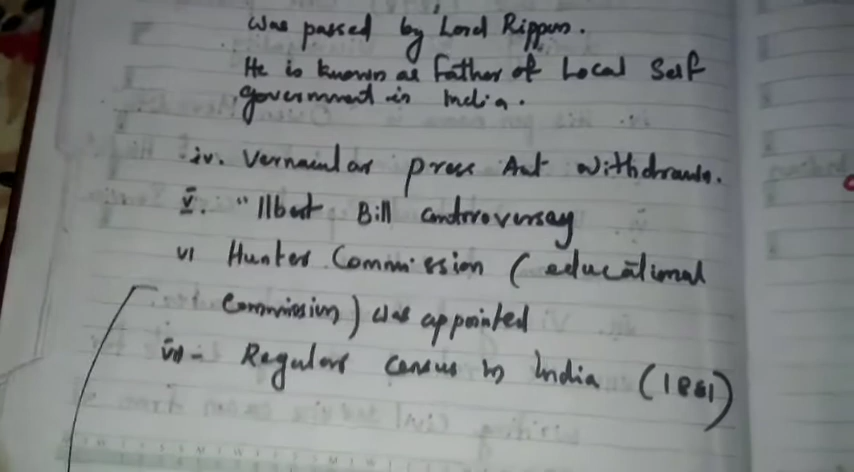 was passed by Lord Rippon.
He is known as Father of Local Self
Government in India.
iv. Vernacular press Act withdrawn.
v. "Ilbert Bill controversay
vi Hunter Commission (educational
Commission) was appointed
vii - Regular census in India (1881)